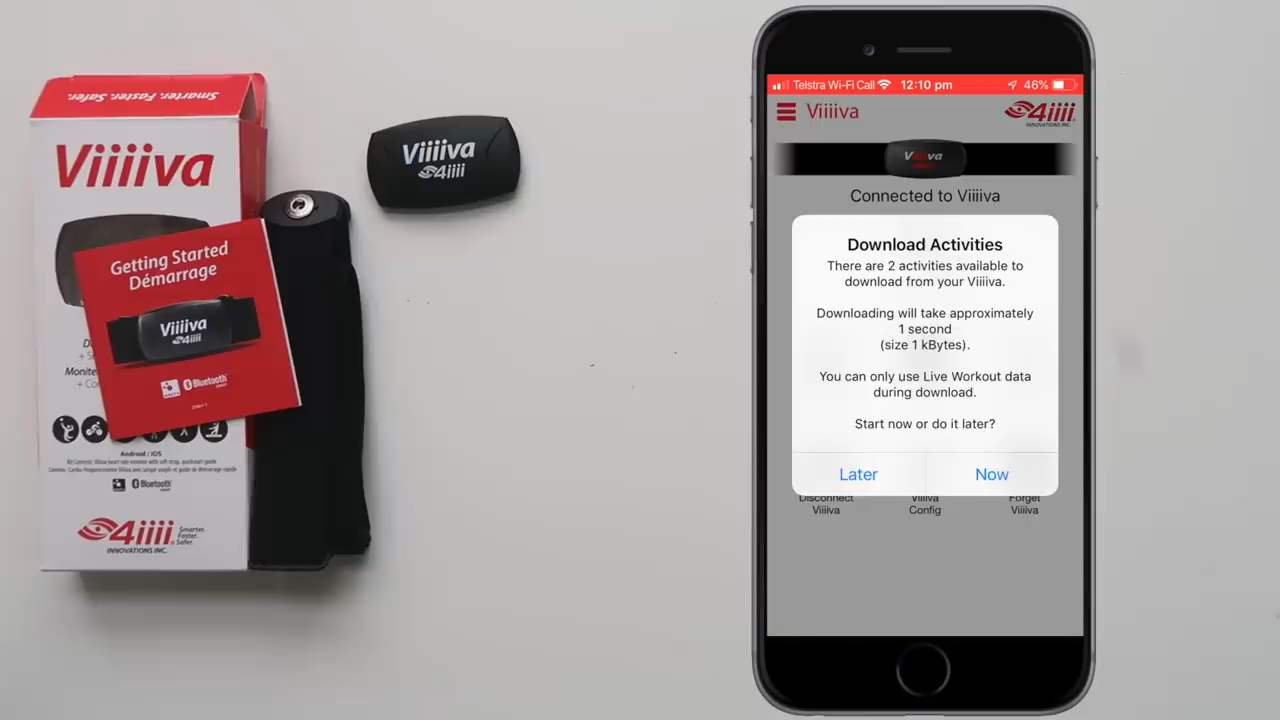 Smarter. Faster. Safer.
Viiiiva
Getting Started
Démarrage
Viiiiva
4iiii
Bluetooth
Android / iOS
Bluetooth
4iiii
INNOVATIONS INC.
Smarter.
Faster.
Safer.
Viiiiva
4iiii
Telstra Wi-Fi Call
12:10 pm
46%
Viiiiva
4iiii
INNOVATIONS INC.
Viiiiva
Connected to Viiiiva
Download Activities
There are 2 activities available to
download from your Viiiiva.
Downloading will take approximately
1 second
(size 1 kBytes).
You can only use Live Workout data
during download.
Start now or do it later?
Later
Now
Disconnect
Viiiiva
Viiiiva
Config
Forget
Viiiiva